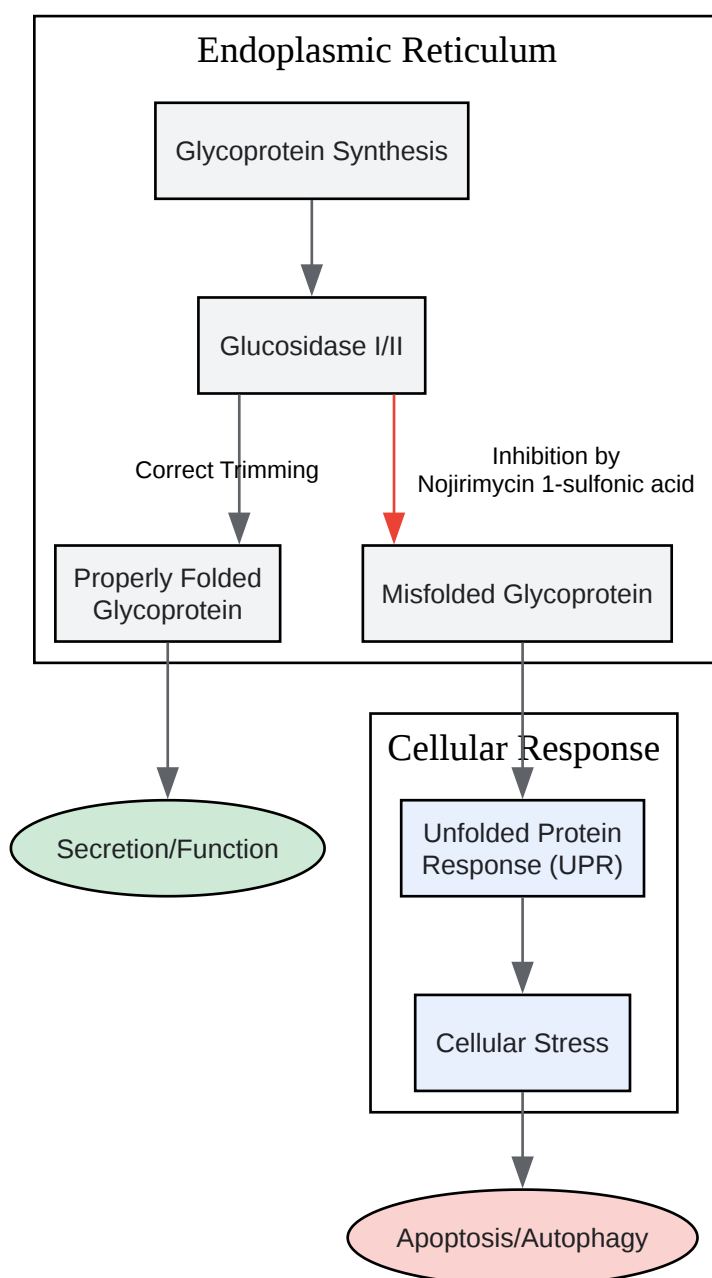 Endoplasmic Reticulum
Glycoprotein Synthesis
Glucosidase I/II
Correct Trimming
Inhibition by
Nojirimycin 1-sulfonic acid
Properly Folded
Glycoprotein
Misfolded Glycoprotein
Cellular Response
Secretion/Function
Unfolded Protein
Response (UPR)
Cellular Stress
Apoptosis/Autophagy